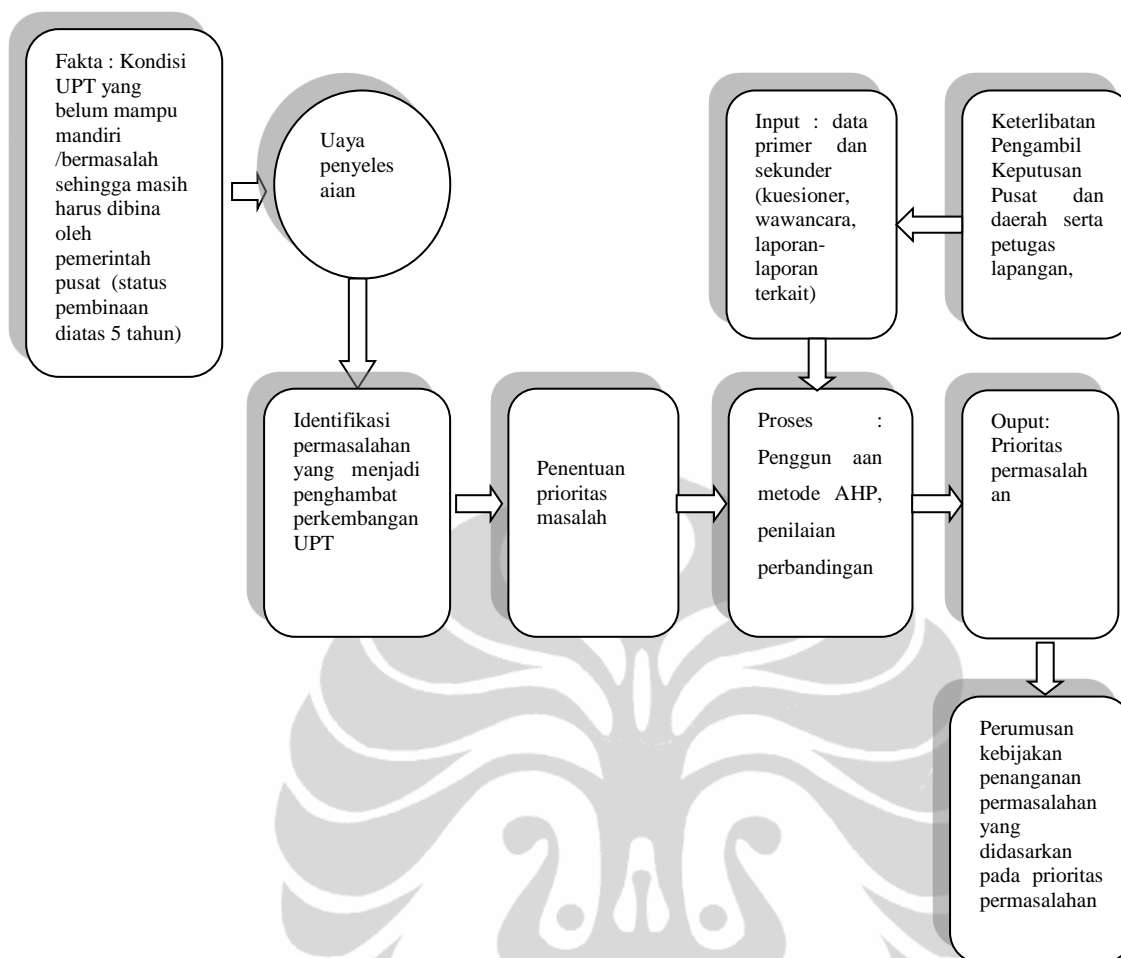 Fakta : Kondisi
UPT yang
belum mampu
mandiri
/bermasalah
sehingga masih
harus dibina
oleh
pemerintah
pusat (status
pembinaan
diatas 5 tahun)
Uaya
penyeles
aian
Input : data
primer dan
sekunder
(kuesioner,
wawancara,
laporan-
laporan
terkait)
Keterlibatan
Pengambil
Keputusan
Pusat dan
daerah serta
petugas
lapangan,
Identifikasi
permasalahan
yang menjadi
penghambat
perkembangan
UPT
Penentuan
prioritas
masalah
Proses :
Penggun aan
metode AHP,
penilaian
perbandingan
Ouput:
Prioritas
permasalah
an
Perumusan
kebijakan
penanganan
permasalahan
yang
didasarkan
pada prioritas
permasalahan